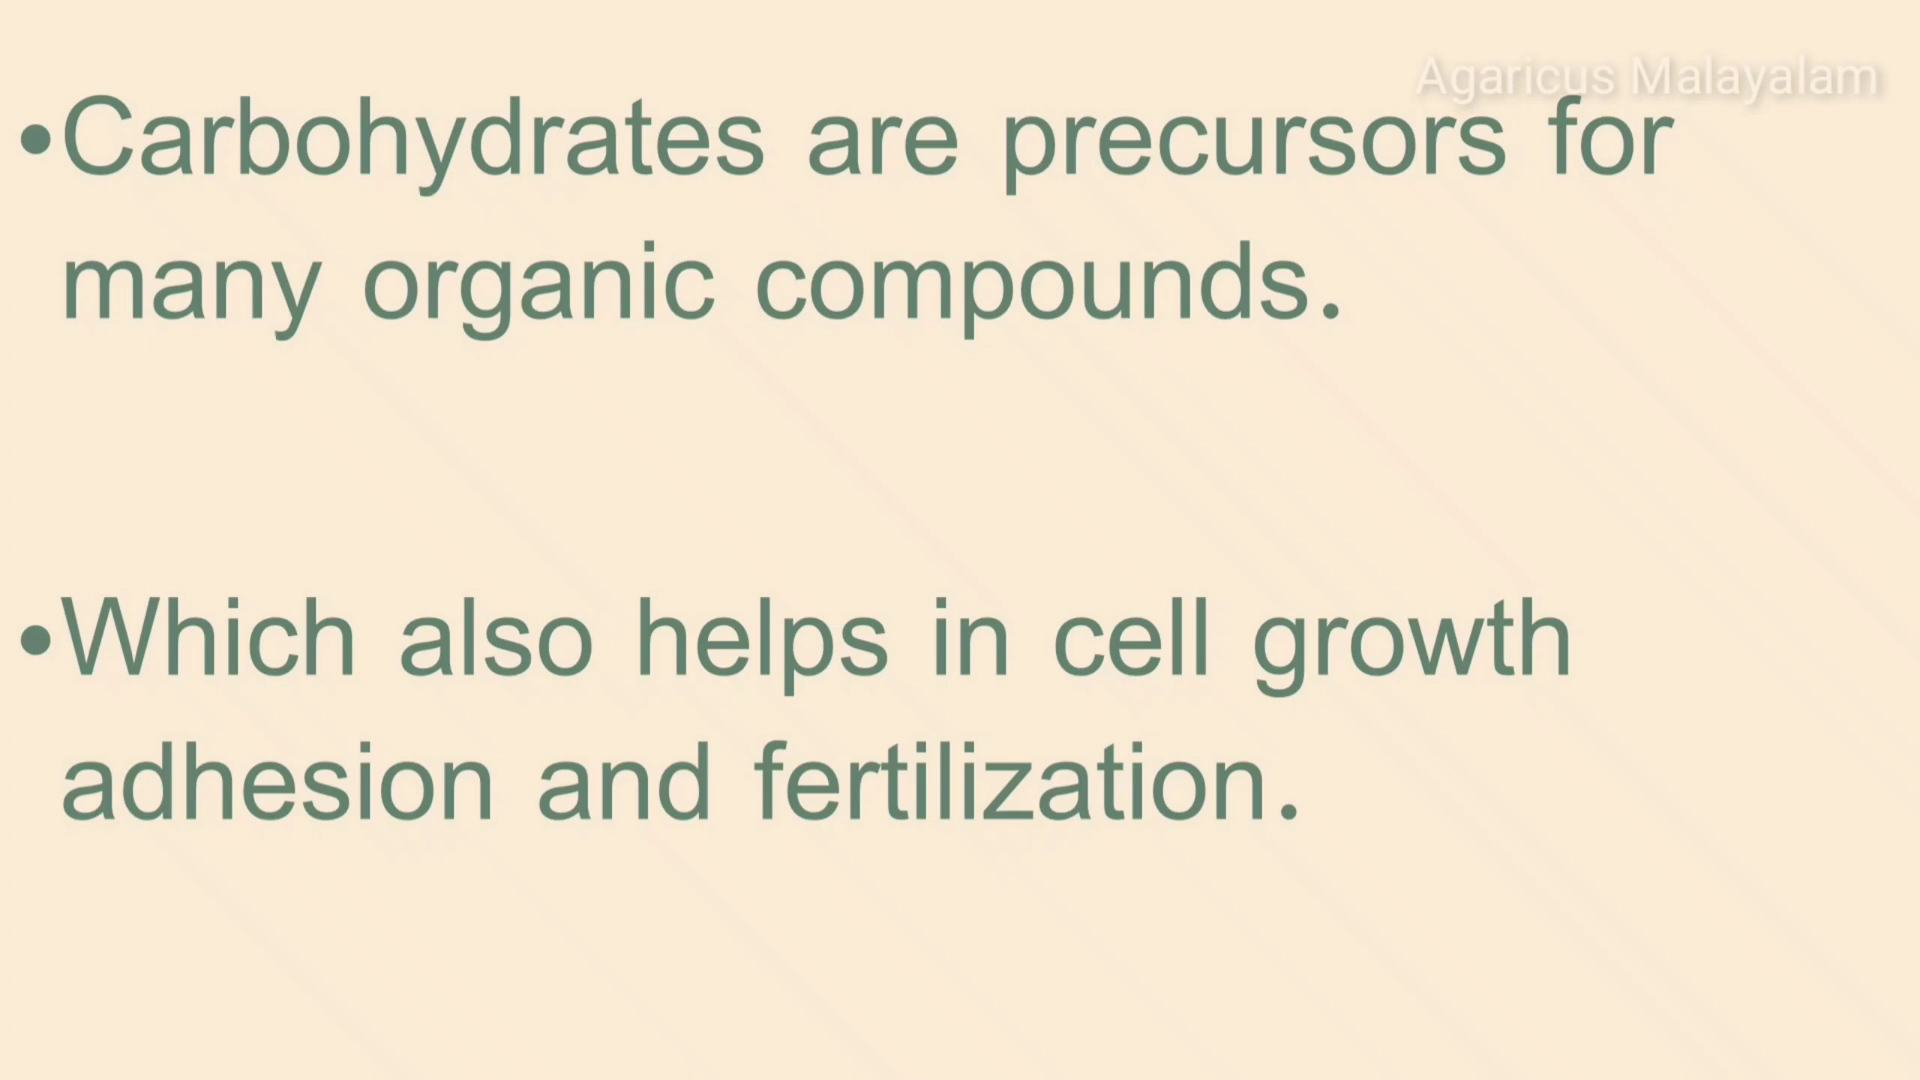 Agaricus Malayalam
•Carbohydrates are precursors for
many organic compounds.
•Which also helps in cell growth
adhesion and fertilization.